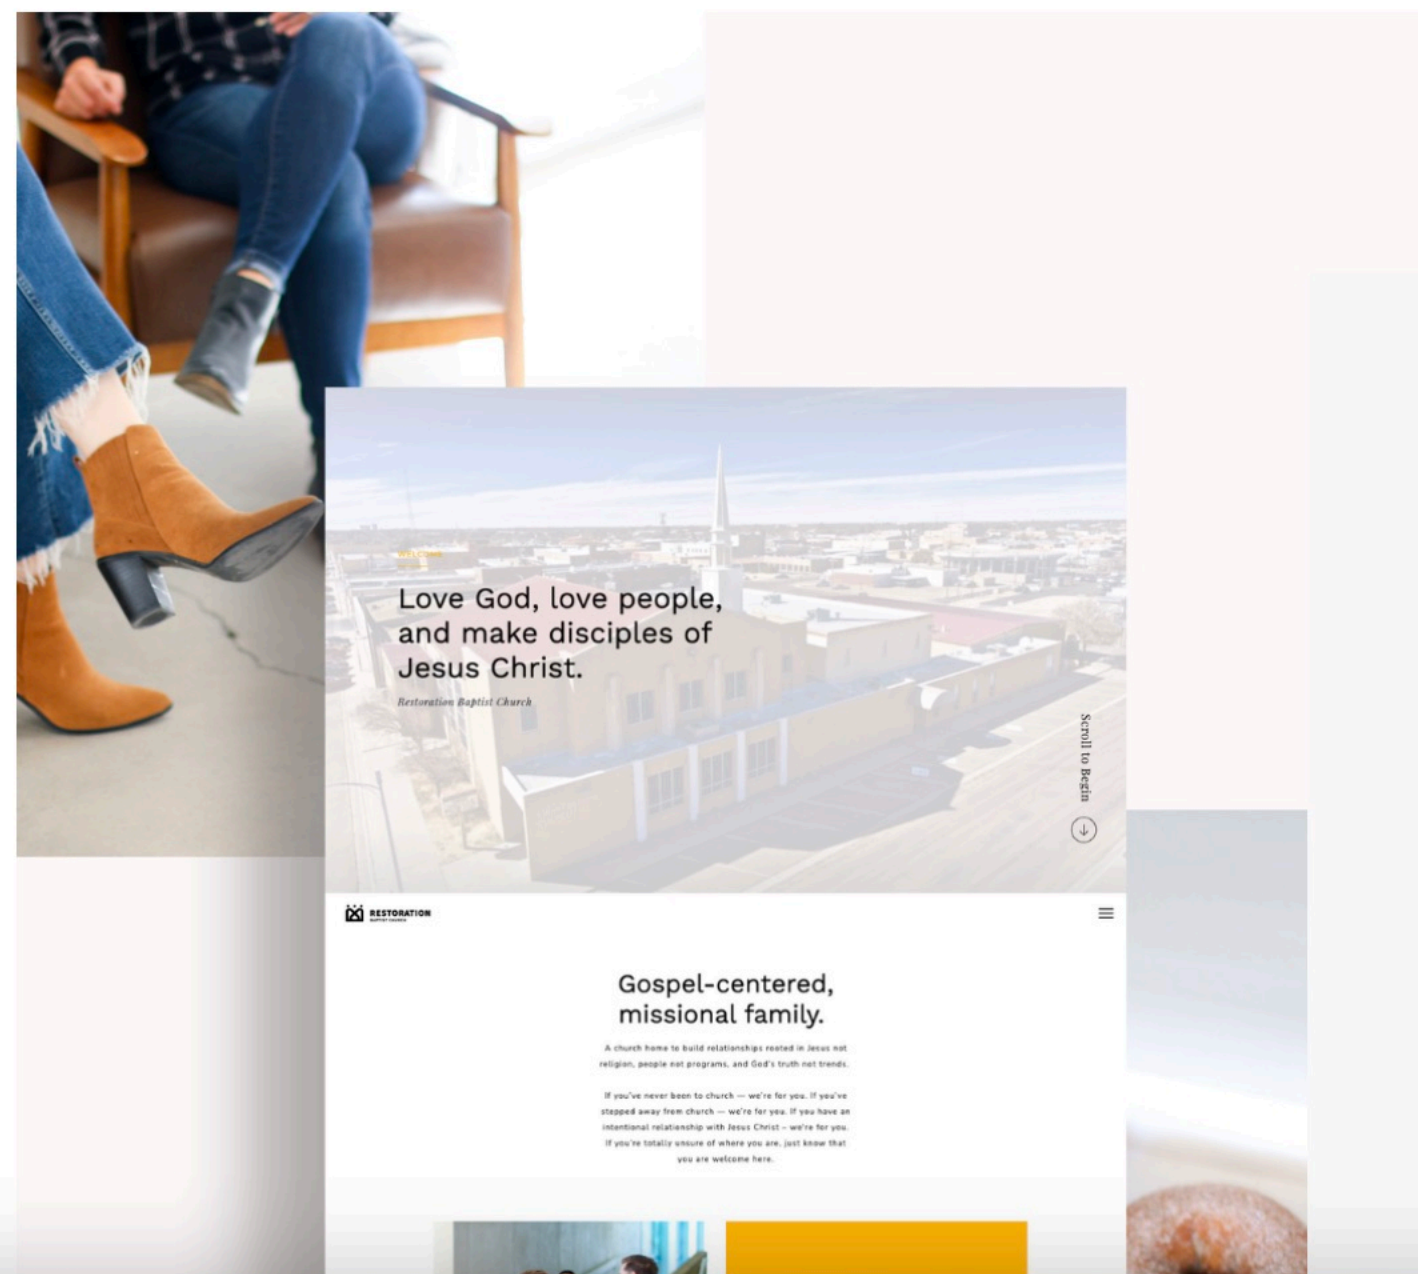 WELCOME
Love God, love people,
and make disciples of
Jesus Christ.
Restoration Baptist Church
Scroll to Begin
RESTORATION
BAPTIST CHURCH
Gospel-centered,
missional family.
A church home to build relationships rooted in Jesus not
religion, people not programs, and God's truth not trends.
If you've never been to church — we're for you. If you've
stepped away from church — we're for you. If you have an
intentional relationship with Jesus Christ – we're for you.
If you're totally unsure of where you are, just know that
you are welcome here.